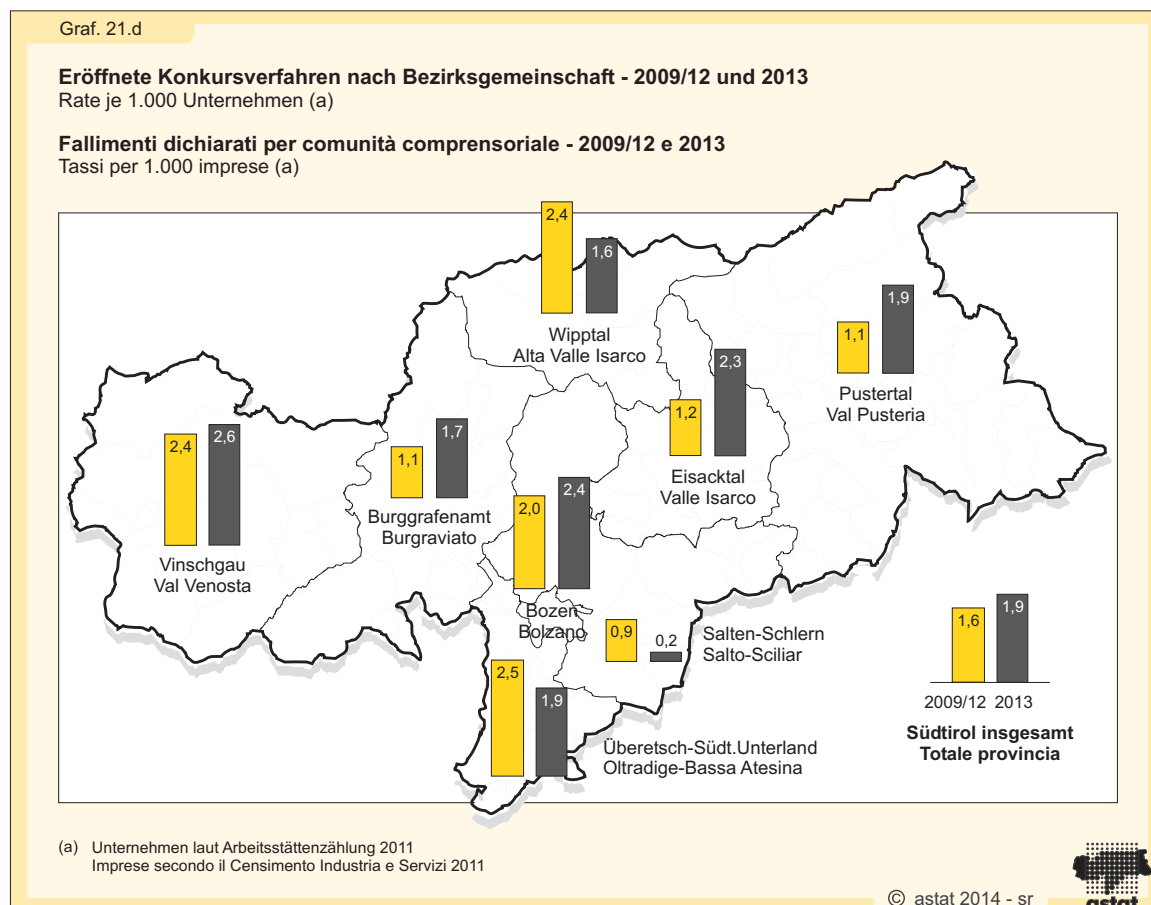 Graf. 21.d
Eröffnete Konkursverfahren nach Bezirksgemeinschaft - 2009/12 und 2013
Rate je 1.000 Unternehmen (a)
Fallimenti dichiarati per comunità comprensoriale - 2009/12 e 2013
Tassi per 1.000 imprese (a)
2,4
1,6
Wipptal
Alta Valle Isarco
1,1
1,9
Pustertal
Val Pusteria
1,2
2,3
Eisacktal
Valle Isarco
2,4
2,6
Vinschgau
Val Venosta
1,1
1,7
Burggrafenamt
Burgraviato
2,0
2,4
Bozen
Bolzano
0,9
0,2
Salten-Schlern
Salto-Sciliar
2,5
1,9
Überetsch-Südt.Unterland
Oltradige-Bassa Atesina
1,6
1,9
2009/12 2013
Südtirol insgesamt
Totale provincia
(a) Unternehmen laut Arbeitsstättenzählung 2011
Imprese secondo il Censimento Industria e Servizi 2011
© astat 2014 - sr
astat